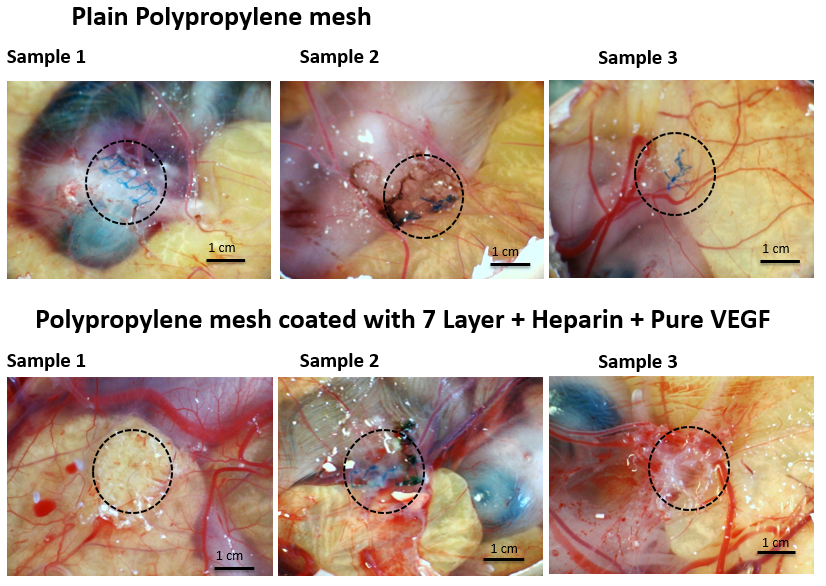 Plain Polypropylene mesh
Sample 1 Sample 2 Sample 3
1 cm 1 cm 1 cm
Polypropylene mesh coated with 7 Layer + Heparin + Pure VEGF
Sample 1 Sample 2 Sample 3
1 cm 1 cm 1 cm